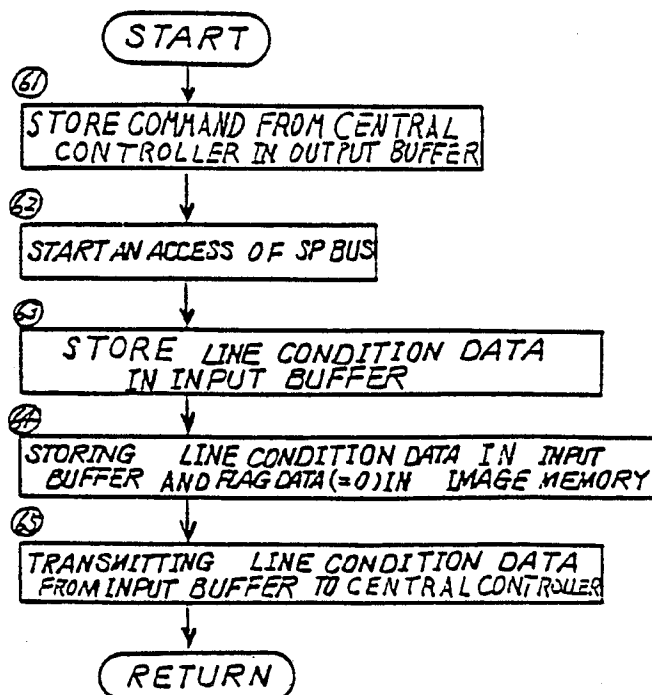 START
61
STORE COMMAND FROM CENTRAL
CONTROLLER IN OUTPUT BUFFER
62
START AN ACCESS OF SP BUS
63
STORE LINE CONDITION DATA
IN INPUT BUFFER
64
STORING LINE CONDITION DATA IN INPUT
BUFFER AND FLAG DATA (=0) IN IMAGE MEMORY
65
TRANSMITTING LINE CONDITION DATA
FROM INPUT BUFFER TO CENTRAL CONTROLLER
RETURN